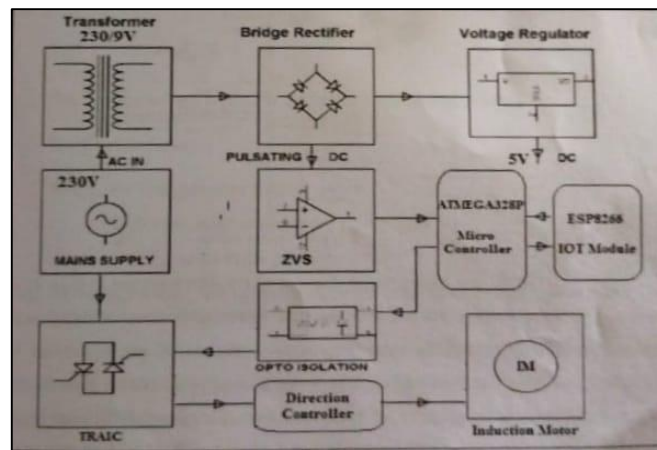 Transformer
230/9V
Bridge Rectifier
Voltage Regulator
AC IN
PULSATING DC
5V DC
230V
MAINS SUPPLY
ZVS
ATMEGA328P
Micro
Controller
ESP8266
IOT Module
OPTO ISOLATION
TRAIC
Direction
Controller
IM
Induction Motor